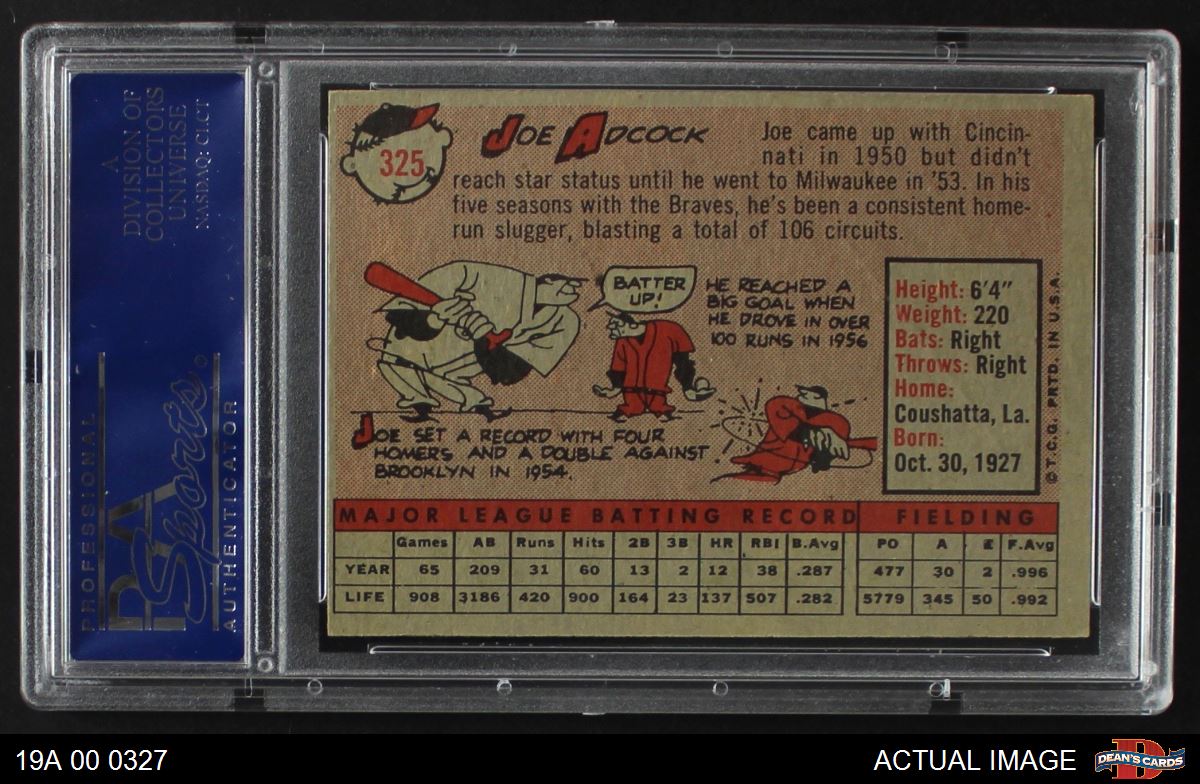 A
DIVISION OF
COLLECTORS
UNIVERSE
NASDAQ: CLCT
PROFESSIONAL
PSA
Sports
AUTHENTICATOR
325
JOE ADCOCK
Joe came up with Cincin-
nati in 1950 but didn't
reach star status until he went to Milwaukee in '53. In his
five seasons with the Braves, he's been a consistent home-
run slugger, blasting a total of 106 circuits.
BATTER
UP!
HE REACHED A
BIG GOAL WHEN
HE DROVE IN OVER
100 RUNS IN 1956
JOE SET A RECORD WITH FOUR
HOMERS AND A DOUBLE AGAINST
BROOKLYN IN 1954.
Height: 6'4"
Weight: 220
Bats: Right
Throws: Right
Home:
Coushatta, La.
Born:
Oct. 30, 1927
© T.C.G. PRTD. IN U.S.A.
MAJOR LEAGUE BATTING RECORD FIELDING
Games AB Runs Hits 2B 3B HR RBI B.Avg PO A E F.Avg
YEAR 65 209 31 60 13 2 12 38 .287 477 30 2 .996
LIFE 908 3186 420 900 164 23 137 507 .282 5779 345 50 .992
19A 00 0327
ACTUAL IMAGE
DEAN'S CARDS